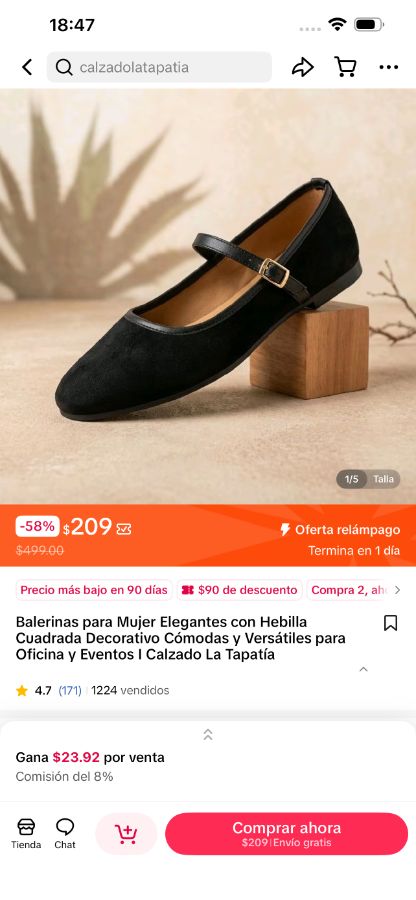 18:47
calzadolatapatia
1/5 Talla
-58% $209
Oferta relámpago
$499.00
Termina en 1 día
Precio más bajo en 90 días
$90 de descuento
Compra 2, ah
Balerinas para Mujer Elegantes con Hebilla
Cuadrada Decorativo Cómodas y Versátiles para
Oficina y Eventos I Calzado La Tapatía
4.7 (171) 1224 vendidos
Gana $23.92 por venta
Comisión del 8%
Tienda
Chat
Comprar ahora
$209 | Envío gratis